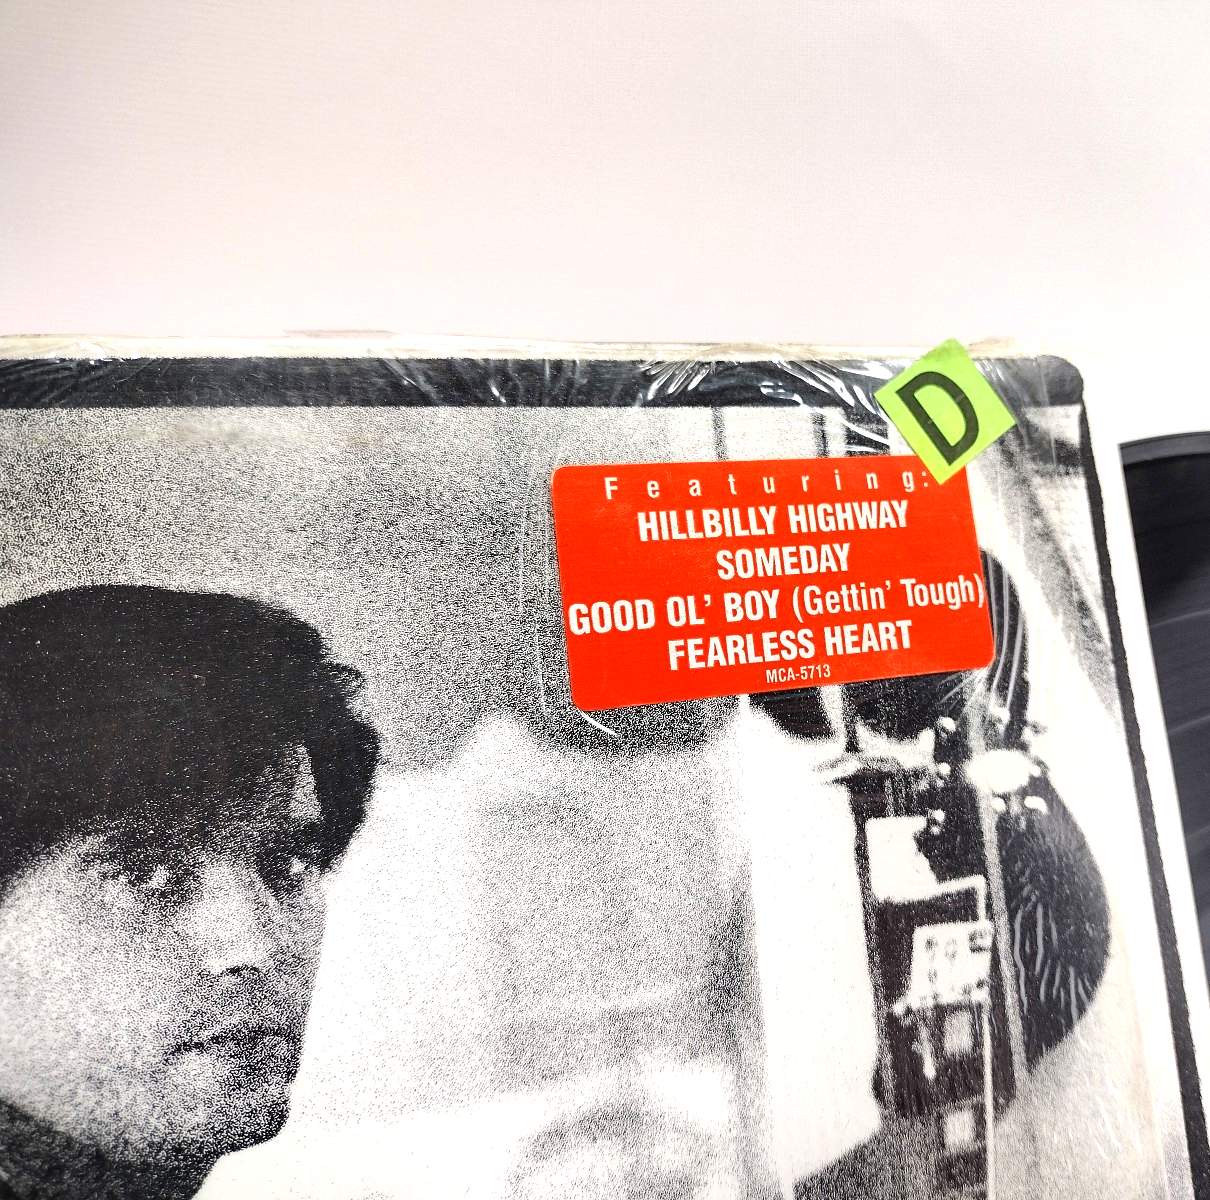 D
Featuring:
HILLBILLY HIGHWAY
SOMEDAY
GOOD OL' BOY (Gettin' Tough)
FEARLESS HEART
MCA-5713